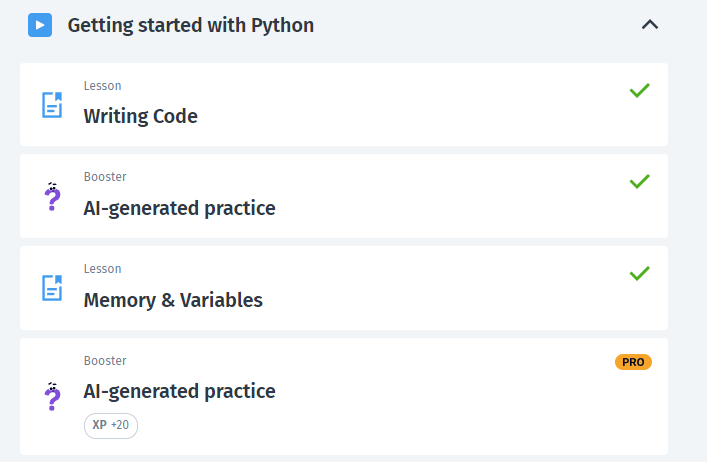 Getting started with Python
Lesson
Writing Code
Booster
AI-generated practice
Lesson
Memory & Variables
Booster
PRO
AI-generated practice
XP +20